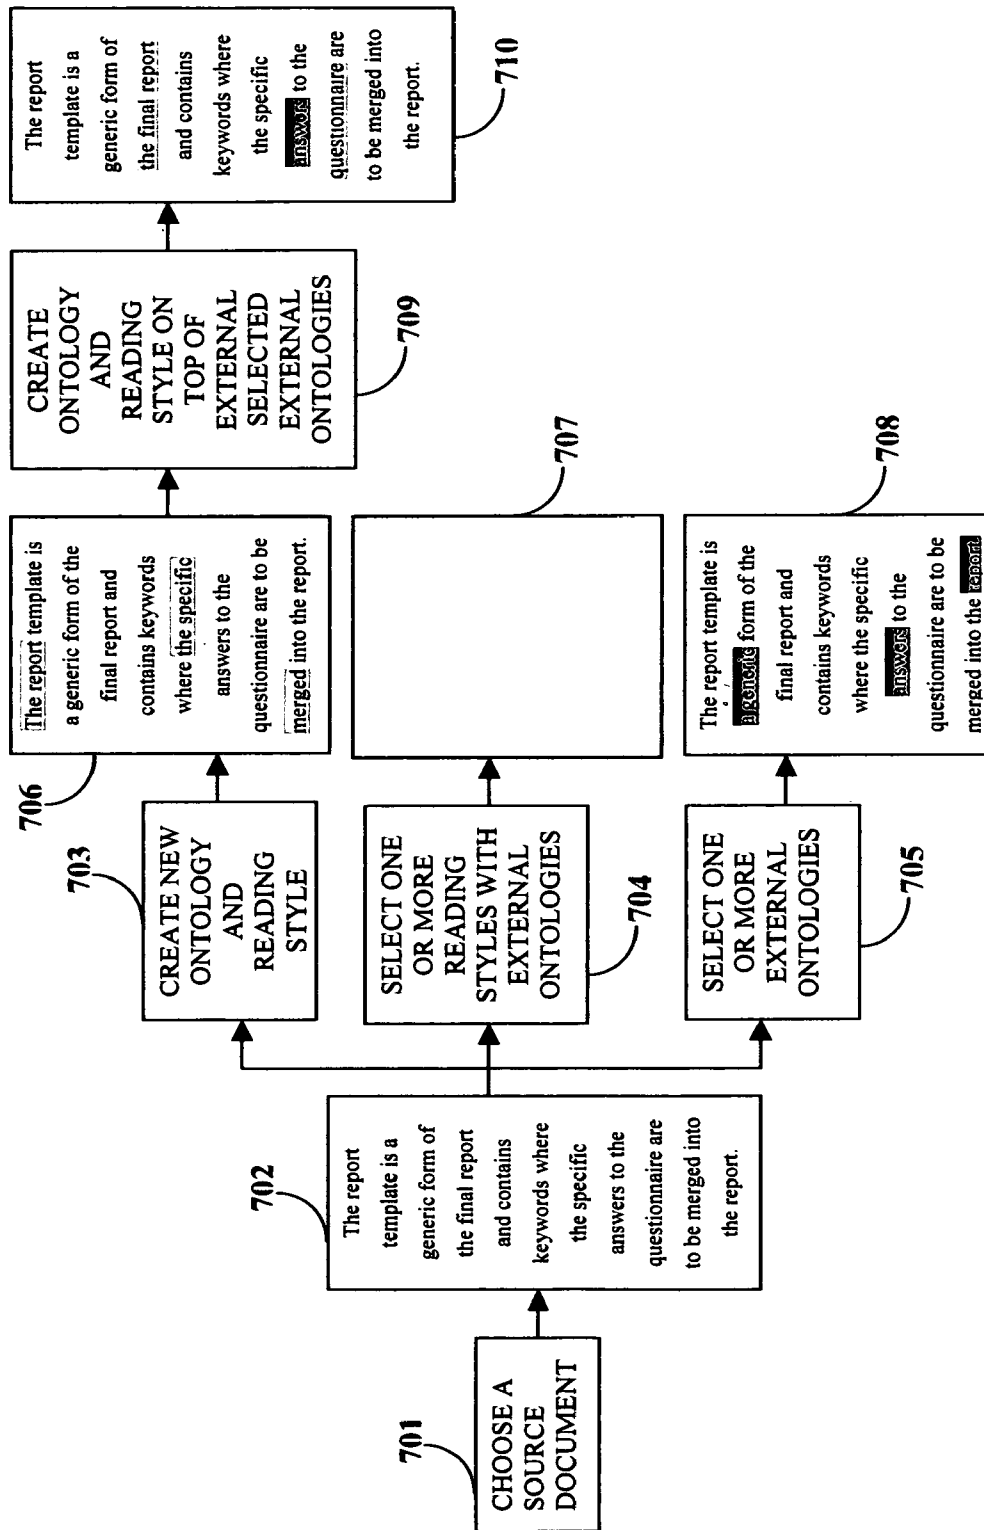 701
CHOOSE A
SOURCE
DOCUMENT
702
The report
template is a
generic form of
the final report
and contains
keywords where
the specific
answers to the
questionnaire are
to be merged into
the report.
703
CREATE NEW
ONTOLOGY
AND
READING
STYLE
SELECT ONE
OR MORE
READING
STYLES WITH
EXTERNAL
ONTOLOGIES
704
SELECT ONE
OR MORE
EXTERNAL
ONTOLOGIES
705
706
The report template is
a generic form of the
final report and
contains keywords
where the specific
answers to the
questionnaire are to be
merged into the report.
707
The report template is
a generic form of the
final report and
contains keywords
where the specific
answers to the
questionnaire are to be
merged into the report.
708
CREATE
ONTOLOGY
AND
READING
STYLE ON
TOP OF
EXTERNAL
SELECTED
EXTERNAL
ONTOLOGIES
709
The report
template is a
generic form of
the final report
and contains
keywords where
the specific
answers to the
questionnaire are
to be merged into
the report.
710